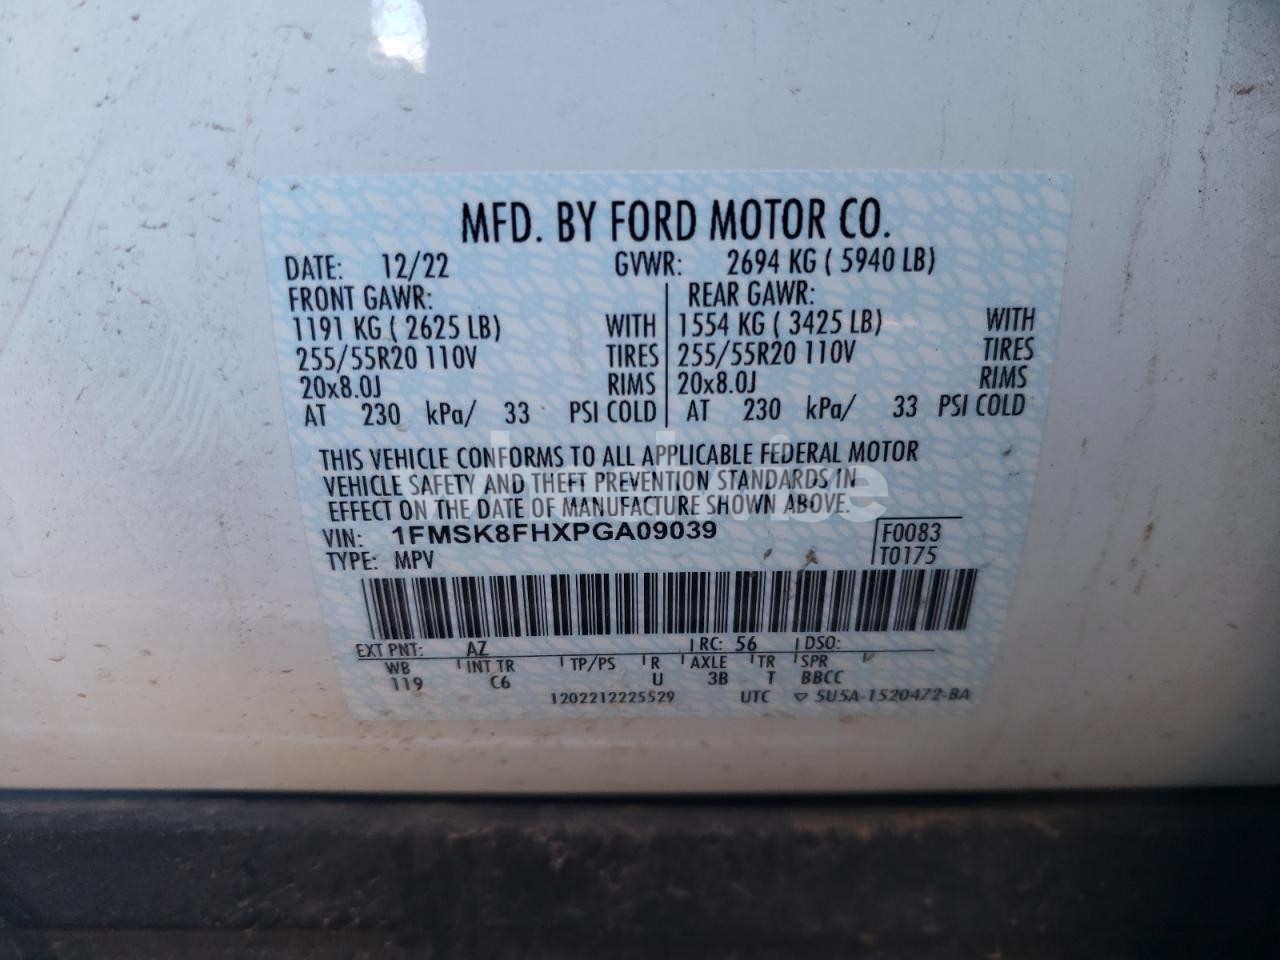 MFD. BY FORD MOTOR CO.
DATE: 12/22 GVWR: 2694 KG ( 5940 LB)
FRONT GAWR: REAR GAWR:
1191 KG ( 2625 LB) WITH 1554 KG ( 3425 LB) WITH
255/55R20 110V TIRES 255/55R20 110V TIRES
20x8.0J RIMS 20x8.0J RIMS
AT 230 kPa/ 33 PSI COLD AT 230 kPa/ 33 PSI COLD
THIS VEHICLE CONFORMS TO ALL APPLICABLE FEDERAL MOTOR
VEHICLE SAFETY AND THEFT PREVENTION STANDARDS IN
EFFECT ON THE DATE OF MANUFACTURE SHOWN ABOVE.
VIN: 1FMSK8FHXPGA09039 F0083
TYPE: MPV T0175
EXT PNT: AZ RC: 56 DSO:
WB INT TR TP/PS R AXLE TR SPR
119 C6 U 3B T BBCC
1202212225529 UTC ▽ 5U5A-1520472-BA